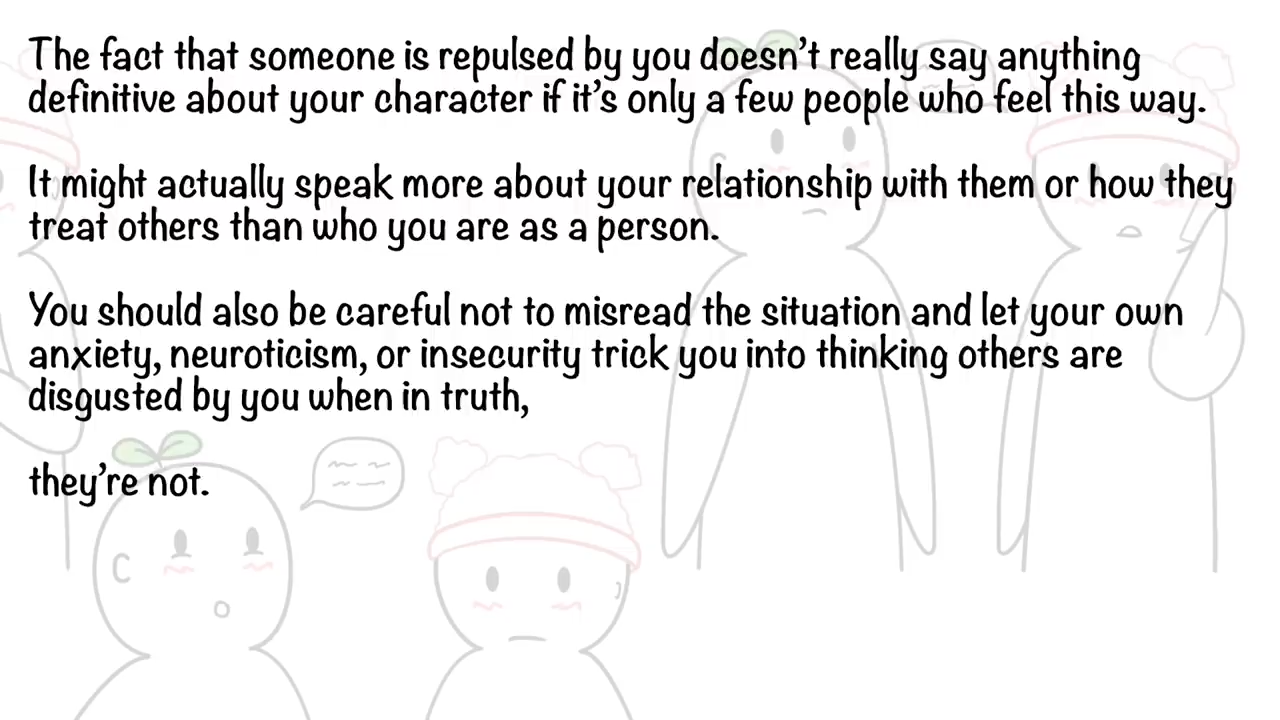 The fact that someone is repulsed by you doesn't really say anything
definitive about your character if it's only a few people who feel this way.
It might actually speak more about your relationship with them or how they
treat others than who you are as a person.
You should also be careful not to misread the situation and let your own
anxiety, neuroticism, or insecurity trick you into thinking others are
disgusted by you when in truth,
they're not.